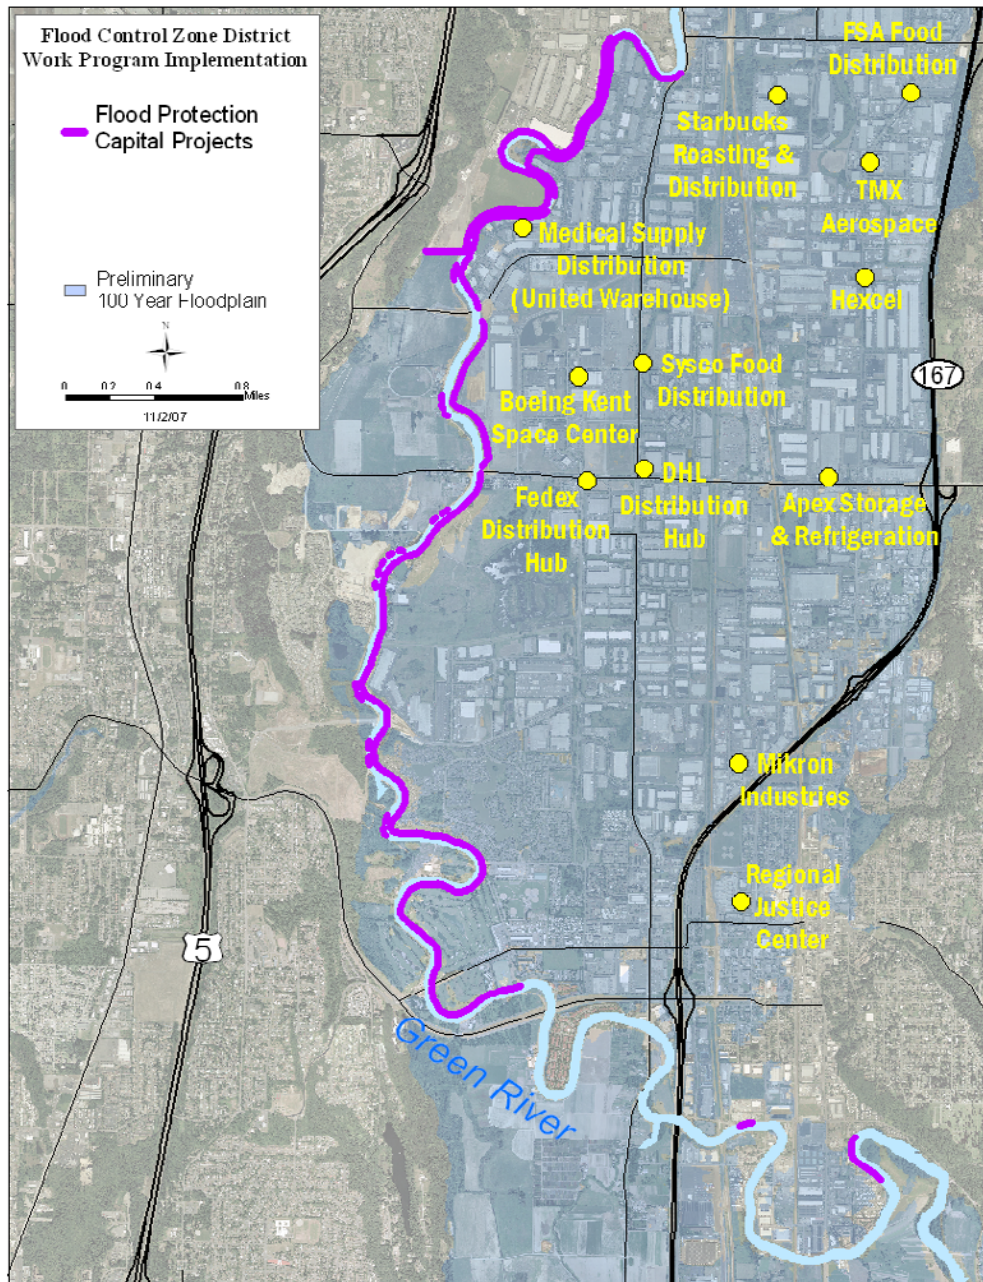 Flood Control Zone District
Work Program Implementation
Flood Protection
Capital Projects
Preliminary
100 Year Floodplain
N
0 0.2 0.4 0.8
Miles
11/2/07
FSA Food
Distribution
Starbucks
Roasting &
Distribution
TMX
Aerospace
Medical Supply
Distribution
(United Warehouse)
Hexcel
Sysco Food
Distribution
167
Boeing Kent
Space Center
Fedex
Distribution
Hub
DHL
Distribution
Hub
Apex Storage
& Refrigeration
Mikron
Industries
Regional
Justice
Center
5
Green River